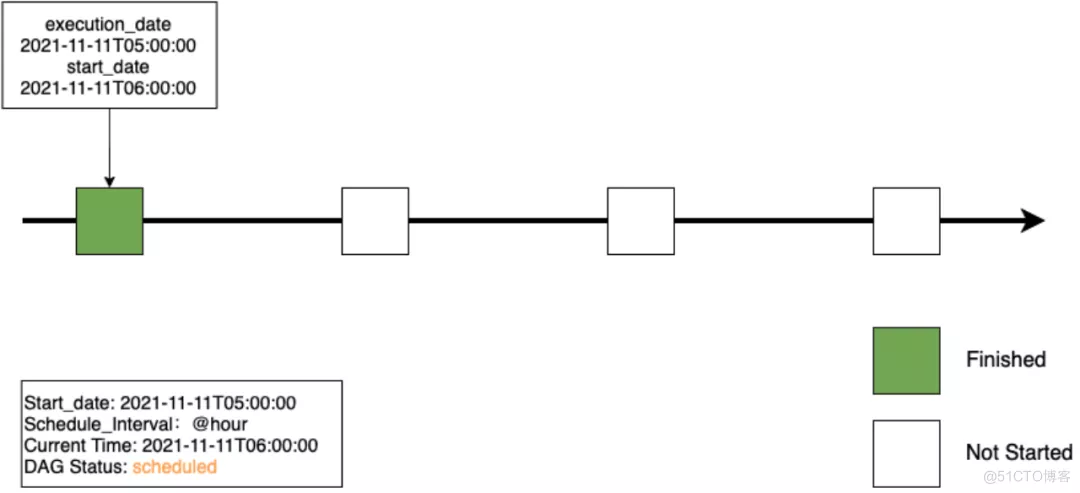 execution_date
2021-11-11T05:00:00
start_date
2021-11-11T06:00:00
Finished
Start_date: 2021-11-11T05:00:00
Schedule_Interval：@hour
Current Time: 2021-11-11T06:00:00
DAG Status: scheduled
Not Started
@51CTO博客